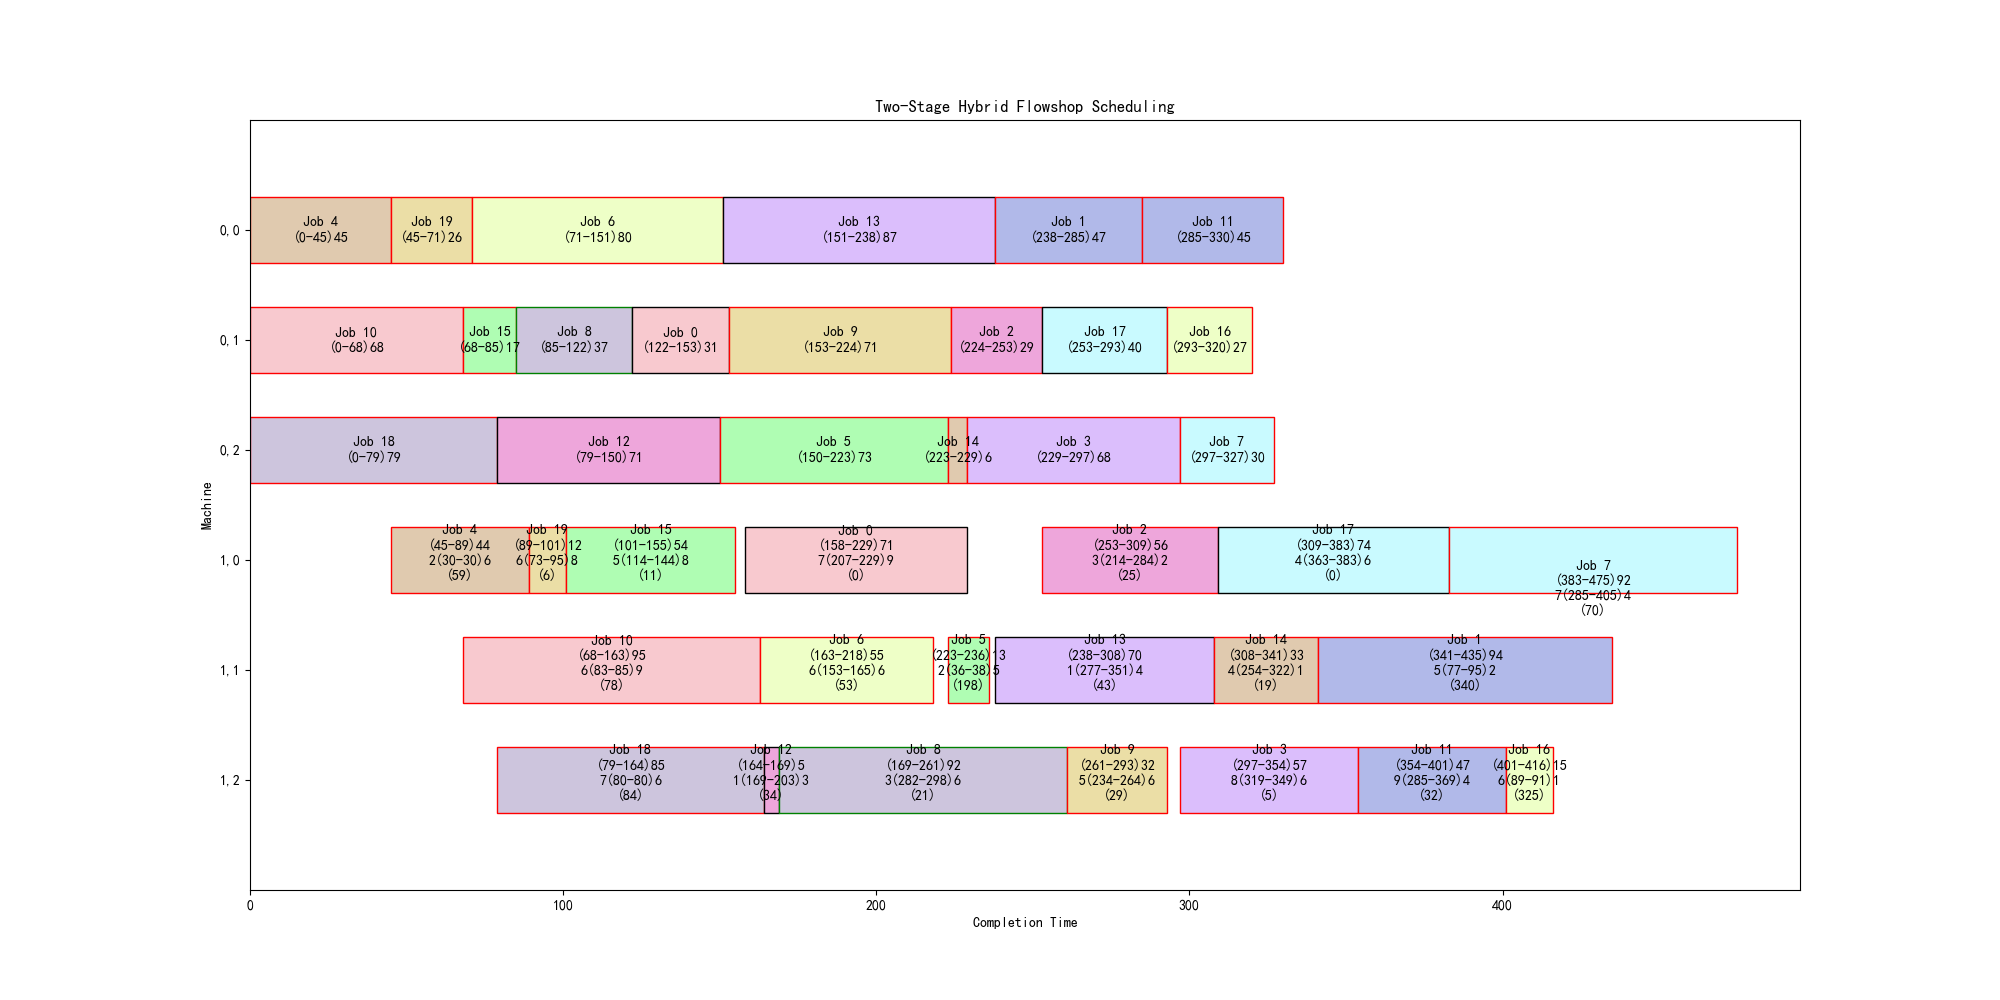 Two-Stage Hybrid Flowshop Scheduling
Machine
0,0
Job 4
(0-45)45
Job 19
(45-71)26
Job 6
(71-151)80
Job 13
(151-238)87
Job 1
(238-285)47
Job 11
(285-330)45
0,1
Job 10
(0-68)68
Job 15
(68-85)17
Job 8
(85-122)37
Job 0
(122-153)31
Job 9
(153-224)71
Job 2
(224-253)29
Job 17
(253-293)40
Job 16
(293-320)27
0,2
Job 18
(0-79)79
Job 12
(79-150)71
Job 5
(150-223)73
Job 14
(223-229)6
Job 3
(229-297)68
Job 7
(297-327)30
1,0
Job 4
(45-89)44
2(30-30)6
(59)
Job 19
(89-101)12
6(73-95)8
(6)
Job 15
(101-155)54
5(114-144)8
(11)
Job 0
(158-229)71
7(207-229)9
(0)
Job 2
(253-309)56
3(214-284)2
(25)
Job 17
(309-383)74
4(363-383)6
(0)
Job 7
(383-475)92
7(285-405)4
(70)
1,1
Job 10
(68-163)95
6(83-85)9
(78)
Job 6
(163-218)55
6(153-165)6
(53)
Job 5
(223-236)13
2(36-38)5
(198)
Job 13
(238-308)70
1(277-351)4
(43)
Job 14
(308-341)33
4(254-322)1
(19)
Job 1
(341-435)94
5(77-95)2
(340)
1,2
Job 18
(79-164)85
7(80-80)6
(84)
Job 12
(164-169)5
1(169-203)3
(34)
Job 8
(169-261)92
3(282-298)6
(21)
Job 9
(261-293)32
5(234-264)6
(29)
Job 3
(297-354)57
8(319-349)6
(5)
Job 11
(354-401)47
9(285-369)4
(32)
Job 16
(401-416)15
6(89-91)1
(325)
0
100
200
300
400
Completion Time